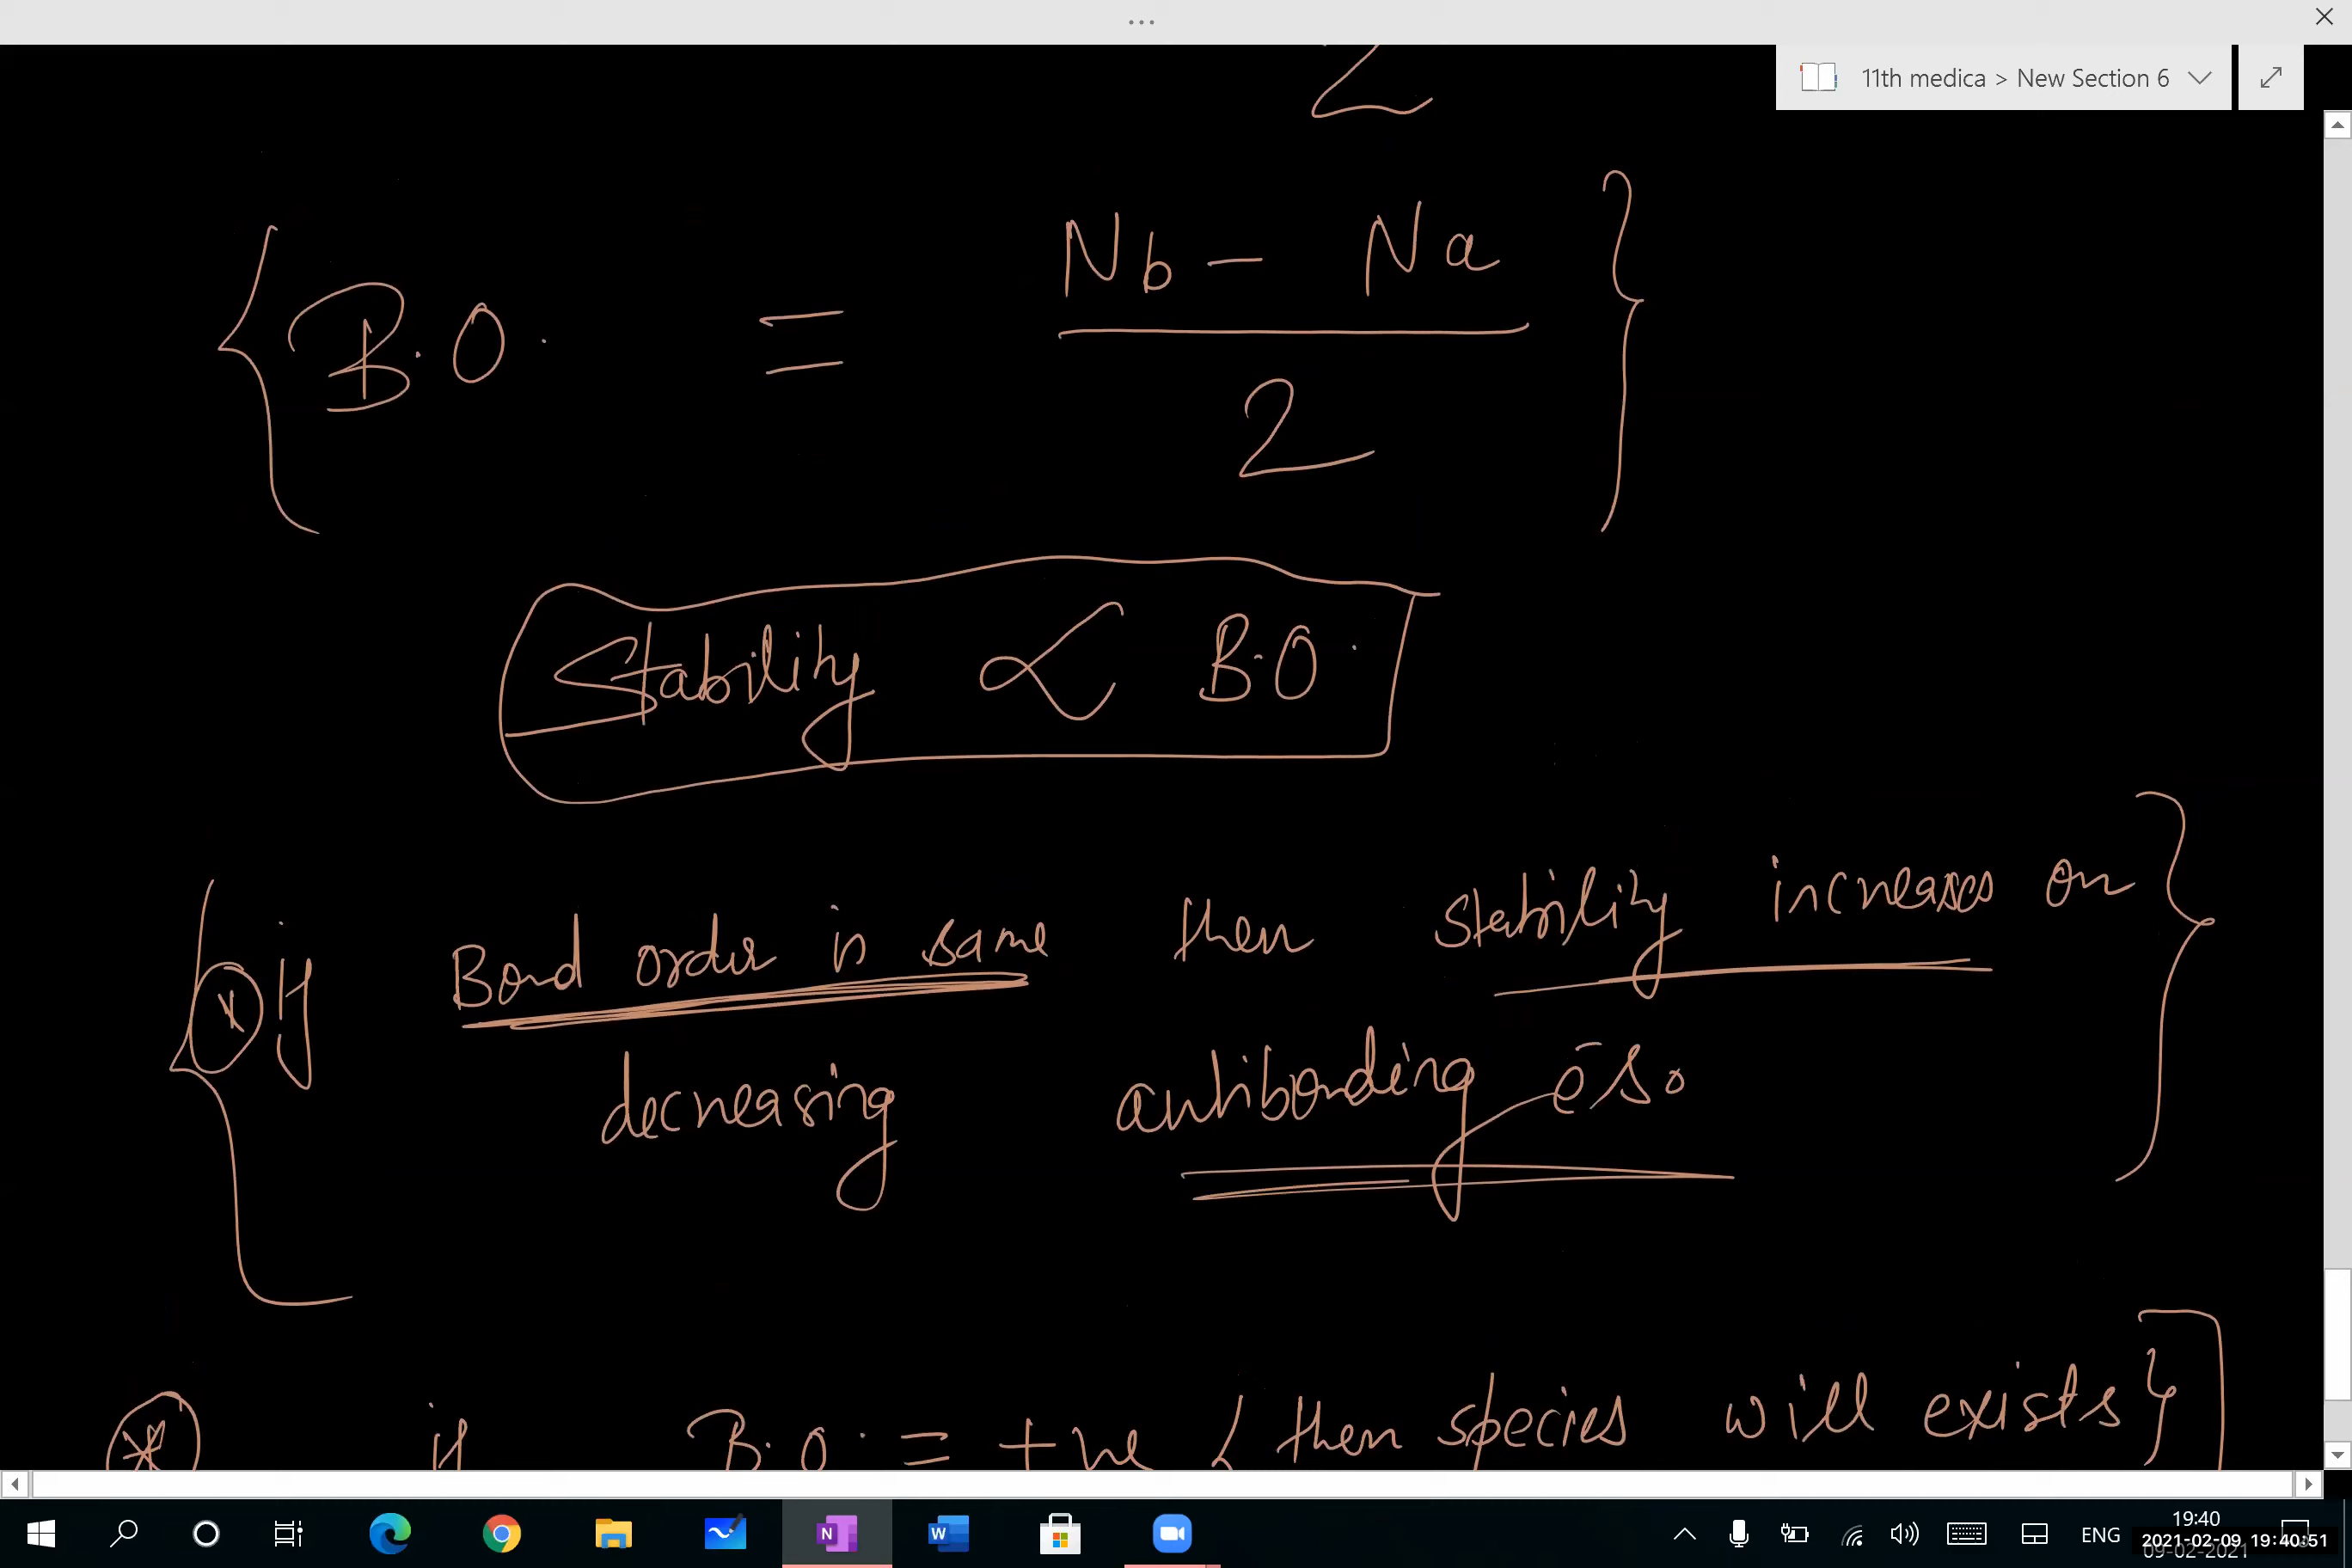 ...
11th medica > New Section 6
2
B.O. = Nb - Na
2
Stability ∝ B.O.
* if Bond order is same then stability increases on
decreasing antibonding ēs.
* if B.O. = +ve { then species will exists }
N
W
ENG
19:40
09-02-2021
2021-02-09 19:40:51